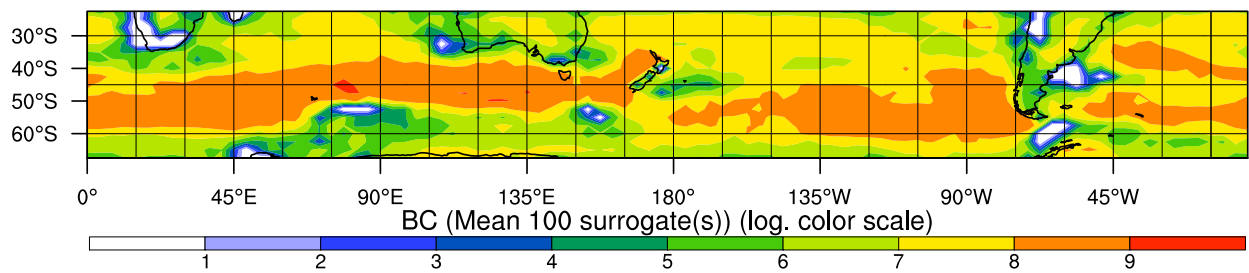 30°S
40°S
50°S
60°S
0° 45°E 90°E 135°E 180° 135°W 90°W 45°W
BC (Mean 100 surrogate(s)) (log. color scale)
1 2 3 4 5 6 7 8 9